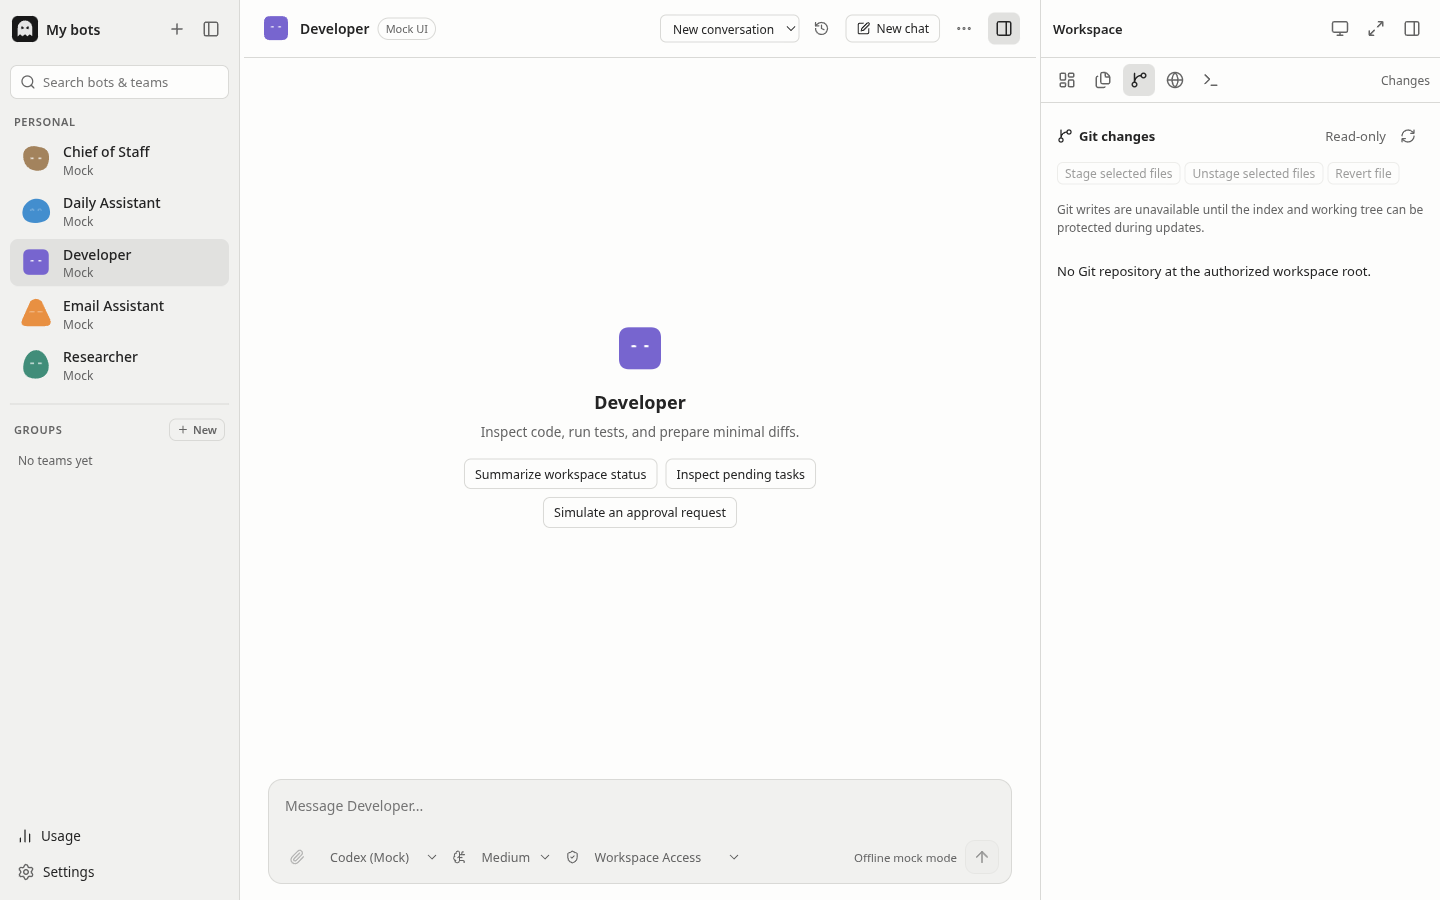 My bots
Search bots & teams
PERSONAL
Chief of Staff
Mock
Daily Assistant
Mock
Developer
Mock
Email Assistant
Mock
Researcher
Mock
GROUPS
New
No teams yet
Usage
Settings
Developer
Mock UI
New conversation
New chat
Developer
Inspect code, run tests, and prepare minimal diffs.
Summarize workspace status
Inspect pending tasks
Simulate an approval request
Message Developer...
Codex (Mock)
Medium
Workspace Access
Offline mock mode
Workspace
Changes
Git changes
Read-only
Stage selected files
Unstage selected files
Revert file
Git writes are unavailable until the index and working tree can be
protected during updates.
No Git repository at the authorized workspace root.